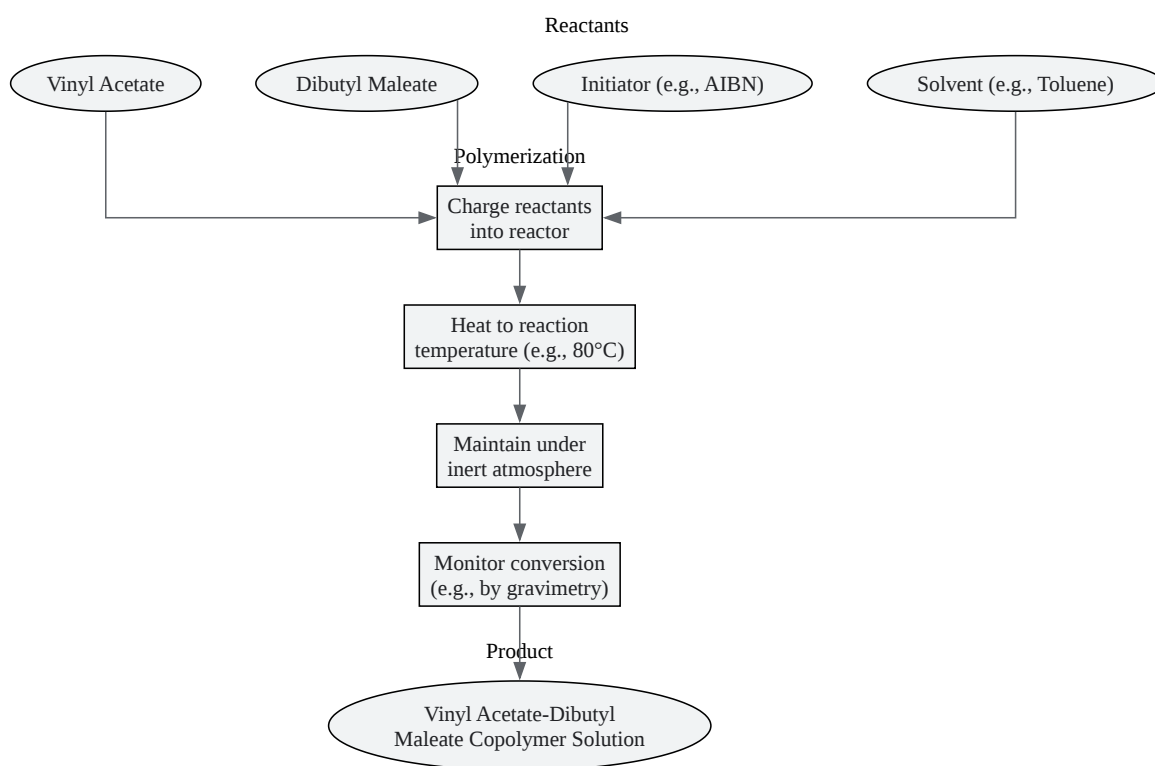 Reactants
Vinyl Acetate
Dibutyl Maleate
Initiator (e.g., AIBN)
Solvent (e.g., Toluene)
Polymerization
Charge reactants
into reactor
Heat to reaction
temperature (e.g., 80°C)
Maintain under
inert atmosphere
Monitor conversion
(e.g., by gravimetry)
Product
Vinyl Acetate-Dibutyl
Maleate Copolymer Solution